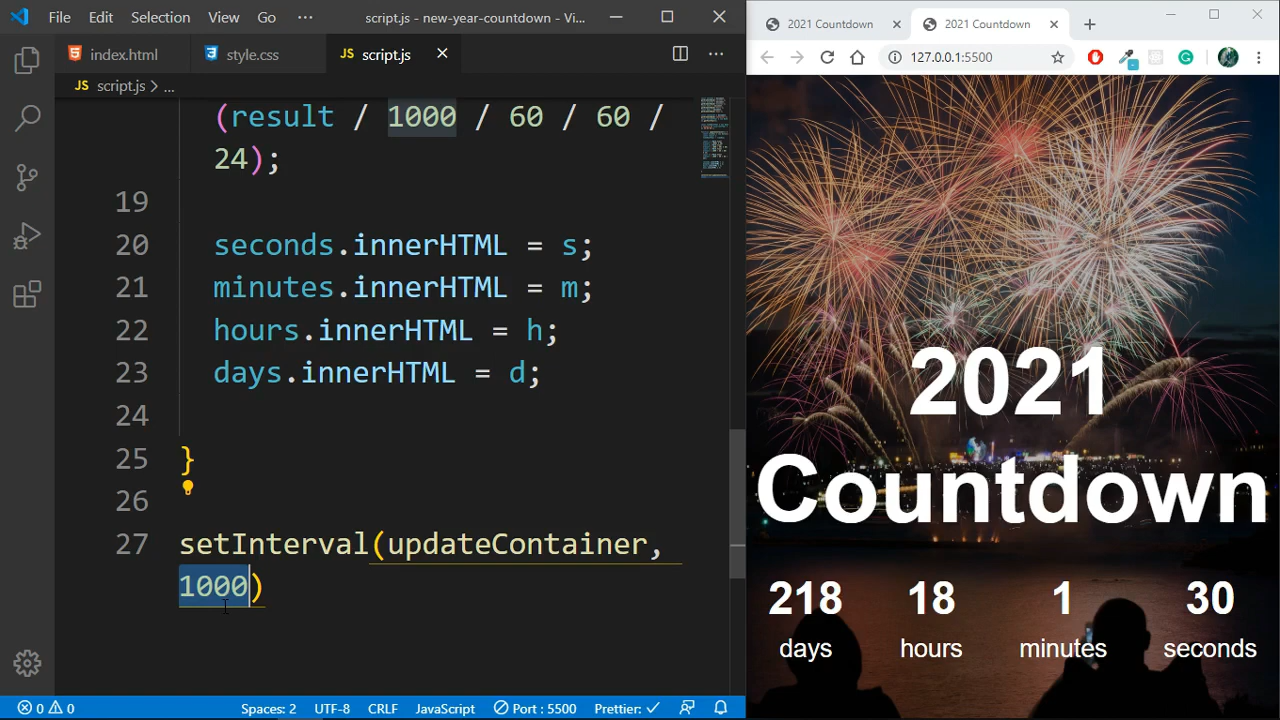 File Edit Selection View Go ··· script.js - new-year-countdown - Vi...
index.html style.css JS script.js
JS script.js > ...
(result / 1000 / 60 / 60 /
24);
19
20 seconds.innerHTML = s;
21 minutes.innerHTML = m;
22 hours.innerHTML = h;
23 days.innerHTML = d;
24
25 }
26
27 setInterval(updateContainer,
1000)
0 0 Spaces: 2 UTF-8 CRLF JavaScript Port : 5500 Prettier:
2021 Countdown 2021 Countdown
127.0.0.1:5500
2021
Countdown
218 18 1 30
days hours minutes seconds